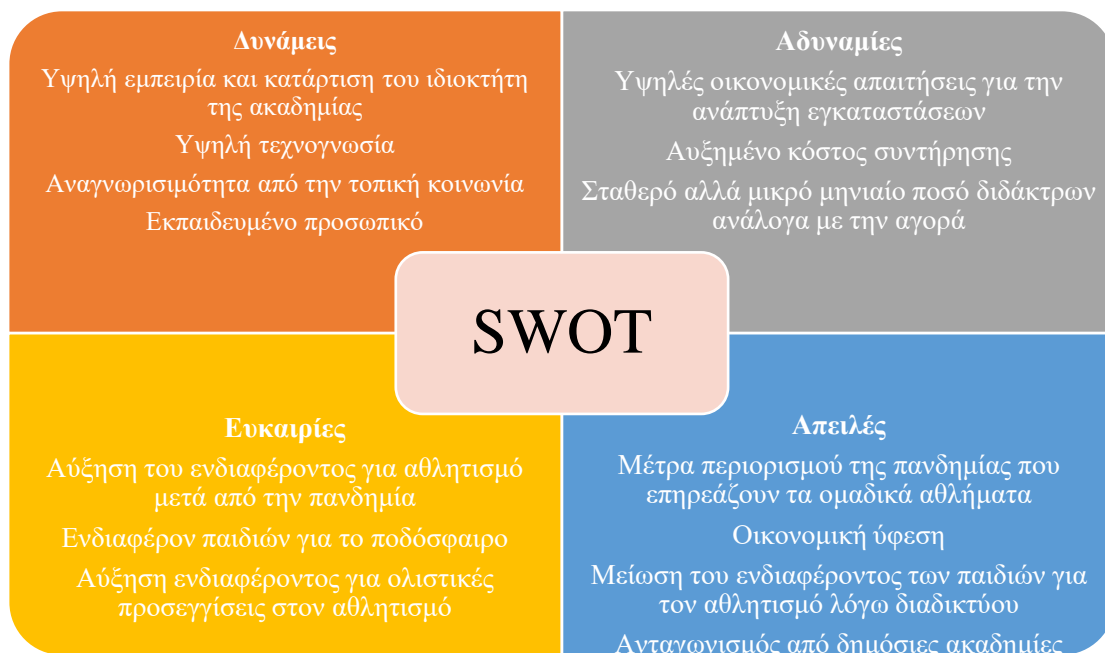 Δυνάμεις
Υψηλή εμπειρία και κατάρτιση του ιδιοκτήτη
της ακαδημίας
Υψηλή τεχνογνωσία
Αναγνωρισιμότητα από την τοπική κοινωνία
Εκπαιδευμένο προσωπικό
Αδυναμίες
Υψηλές οικονομικές απαιτήσεις για την
ανάπτυξη εγκαταστάσεων
Αυξημένο κόστος συντήρησης
Σταθερό αλλά μικρό μηνιαίο ποσό διδάκτρων
ανάλογα με την αγορά
SWOT
Ευκαιρίες
Αύξηση του ενδιαφέροντος για αθλητισμό
μετά από την πανδημία
Ενδιαφέρον παιδιών για το ποδόσφαιρο
Αύξηση ενδιαφέροντος για ολιστικές
προσεγγίσεις στον αθλητισμό
Απειλές
Μέτρα περιορισμού της πανδημίας που
επηρεάζουν τα ομαδικά αθλήματα
Οικονομική ύφεση
Μείωση του ενδιαφέροντος των παιδιών για
τον αθλητισμό λόγω διαδικτύου
Ανταγωνισμός από δημόσιες ακαδημίες